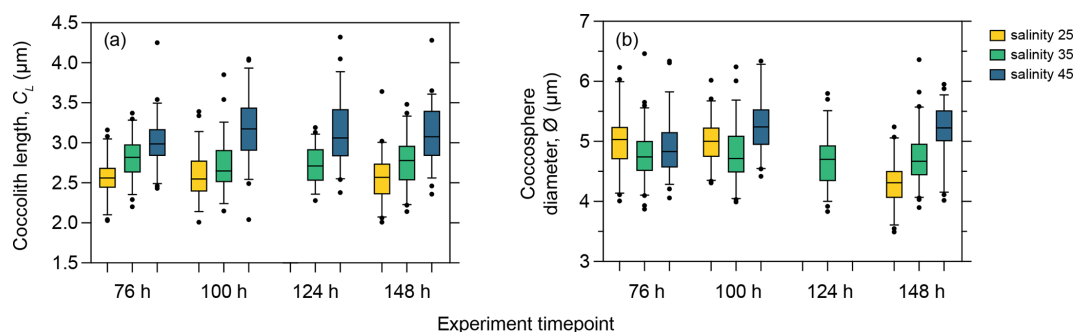 (a)
Coccolith length, C_L (μm)
4.5
4.0
3.5
3.0
2.5
2.0
1.5
76 h
100 h
124 h
148 h
(b)
Coccosphere
diameter, Ø (μm)
7
6
5
4
3
76 h
100 h
124 h
148 h
salinity 25
salinity 35
salinity 45
Experiment timepoint